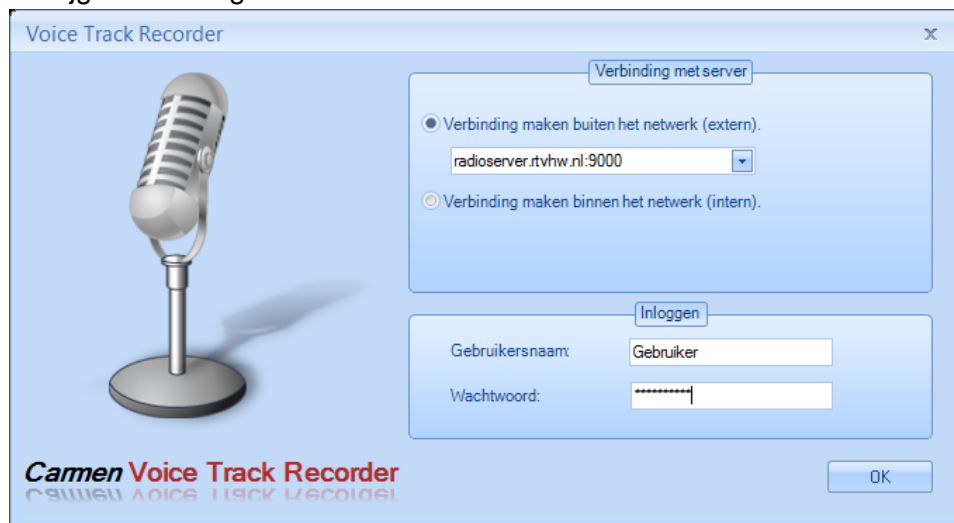 Voice Track Recorder
x
Verbinding met server
Verbinding maken buiten het netwerk (extern).
radioserver.rtvhw.nl:9000
Verbinding maken binnen het netwerk (intern).
Inloggen
Gebruikersnaam: Gebruiker
Wachtwoord: **********
Carmen Voice Track Recorder
OK